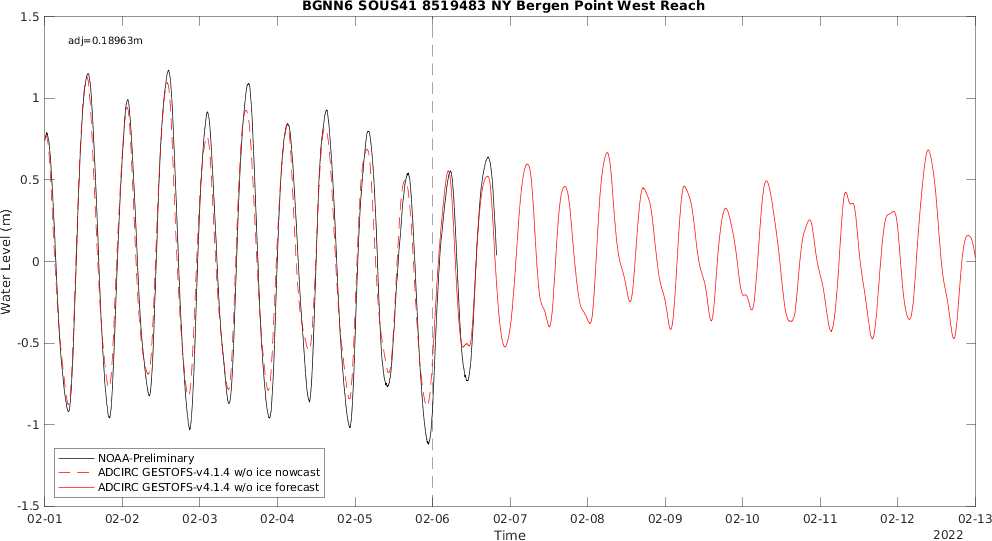 BGNN6 SOUS41 8519483 NY Bergen Point West Reach
adj=0.18963m
1.5
1
0.5
0
-0.5
-1
-1.5
Water Level (m)
NOAA-Preliminary
ADCIRC GESTOFS-v4.1.4 w/o ice nowcast
ADCIRC GESTOFS-v4.1.4 w/o ice forecast
02-01 02-02 02-03 02-04 02-05 02-06 02-07 02-08 02-09 02-10 02-11 02-12 02-13
Time
2022